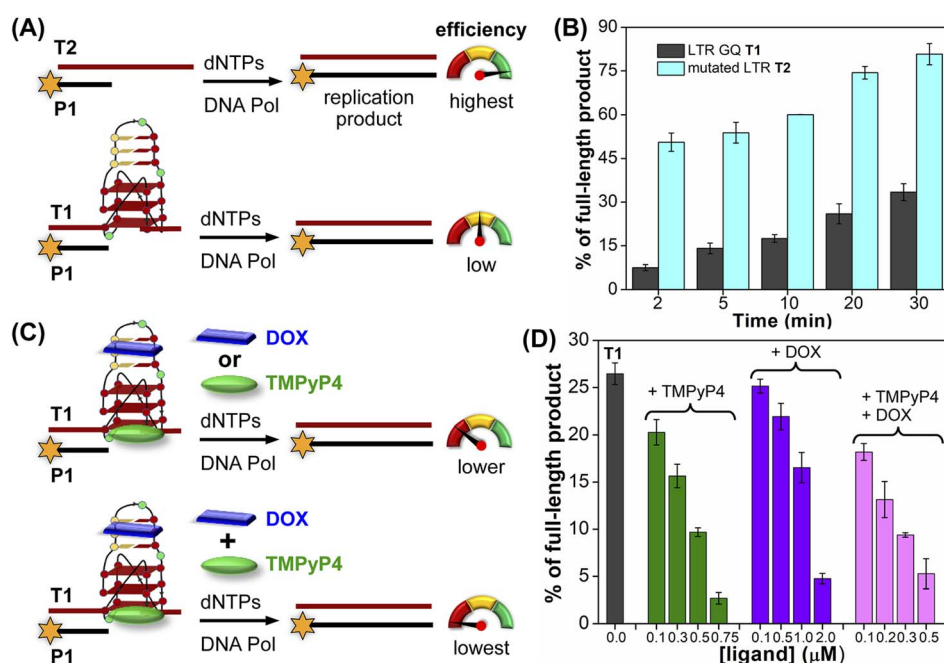 (A)
T2
P1
dNTPs
DNA Pol
replication
product
efficiency
highest
T1
P1
dNTPs
DNA Pol
low
(B)
% of full-length product
90
75
60
45
30
15
0
LTR GQ T1
mutated LTR T2
2 5 10 20 30
Time (min)
(C)
DOX
or
TMPyP4
T1
P1
dNTPs
DNA Pol
lower
DOX
+
TMPyP4
T1
P1
dNTPs
DNA Pol
lowest
(D)
% of full-length product
30
25
20
15
10
5
0
T1
+ TMPyP4
+ DOX
+ TMPyP4
+ DOX
0.0 0.1 0.3 0.5 0.75 0.1 0.5 1.0 2.0 0.1 0.20 0.3 0.5
[ligand] (μM)